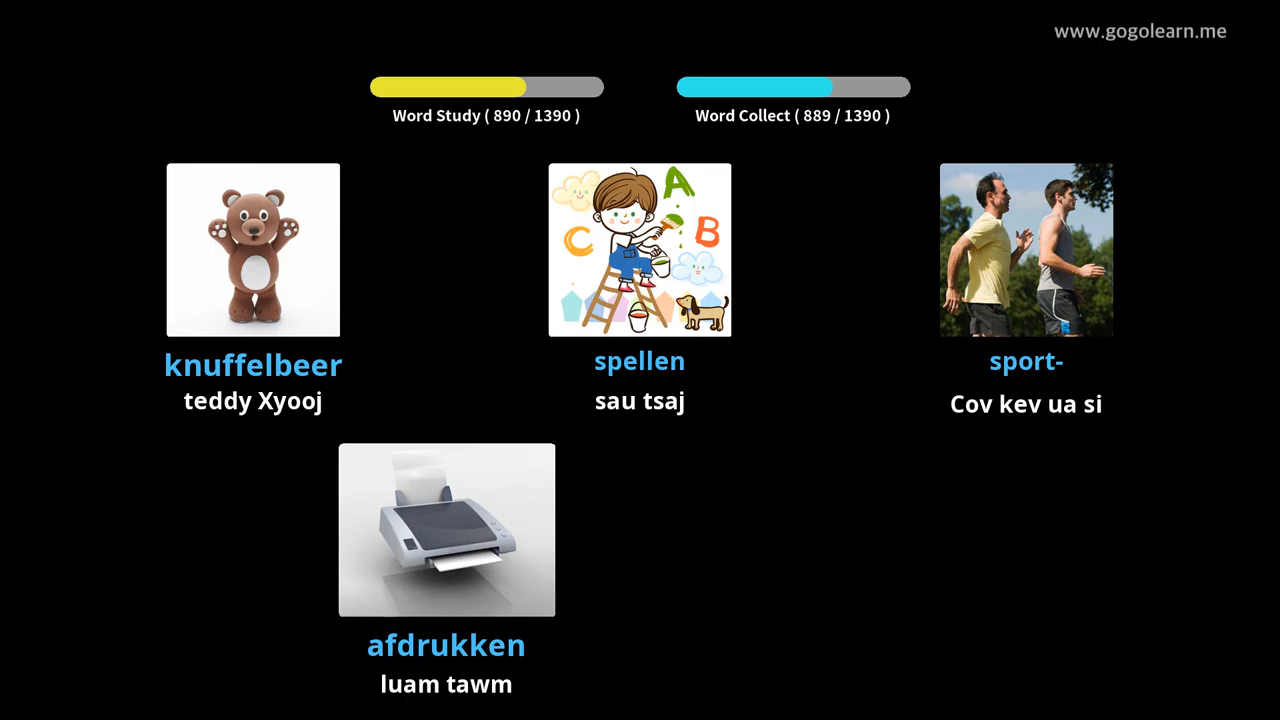 www.gogolearn.me
Word Study ( 890 / 1390 )
Word Collect ( 889 / 1390 )
knuffelbeer
teddy Xyooj
spellen
sau tsaj
sport-
Cov kev ua si
A
B
C
afdrukken
luam tawm